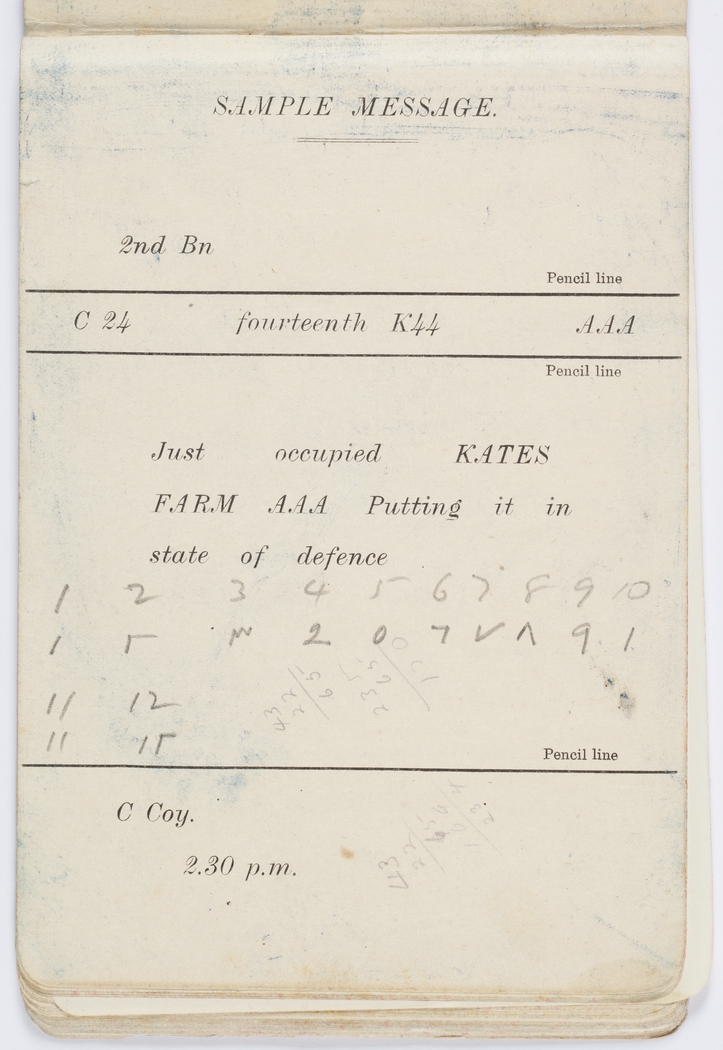 SAMPLE MESSAGE.
2nd Bn
Pencil line
C 24 fourteenth K44 AAA
Pencil line
Just occupied KATES
FARM AAA Putting it in
state of defence
1 2 3 4 5 6 7 8 9 10
11 12
Pencil line
C Coy.
2.30 p.m.